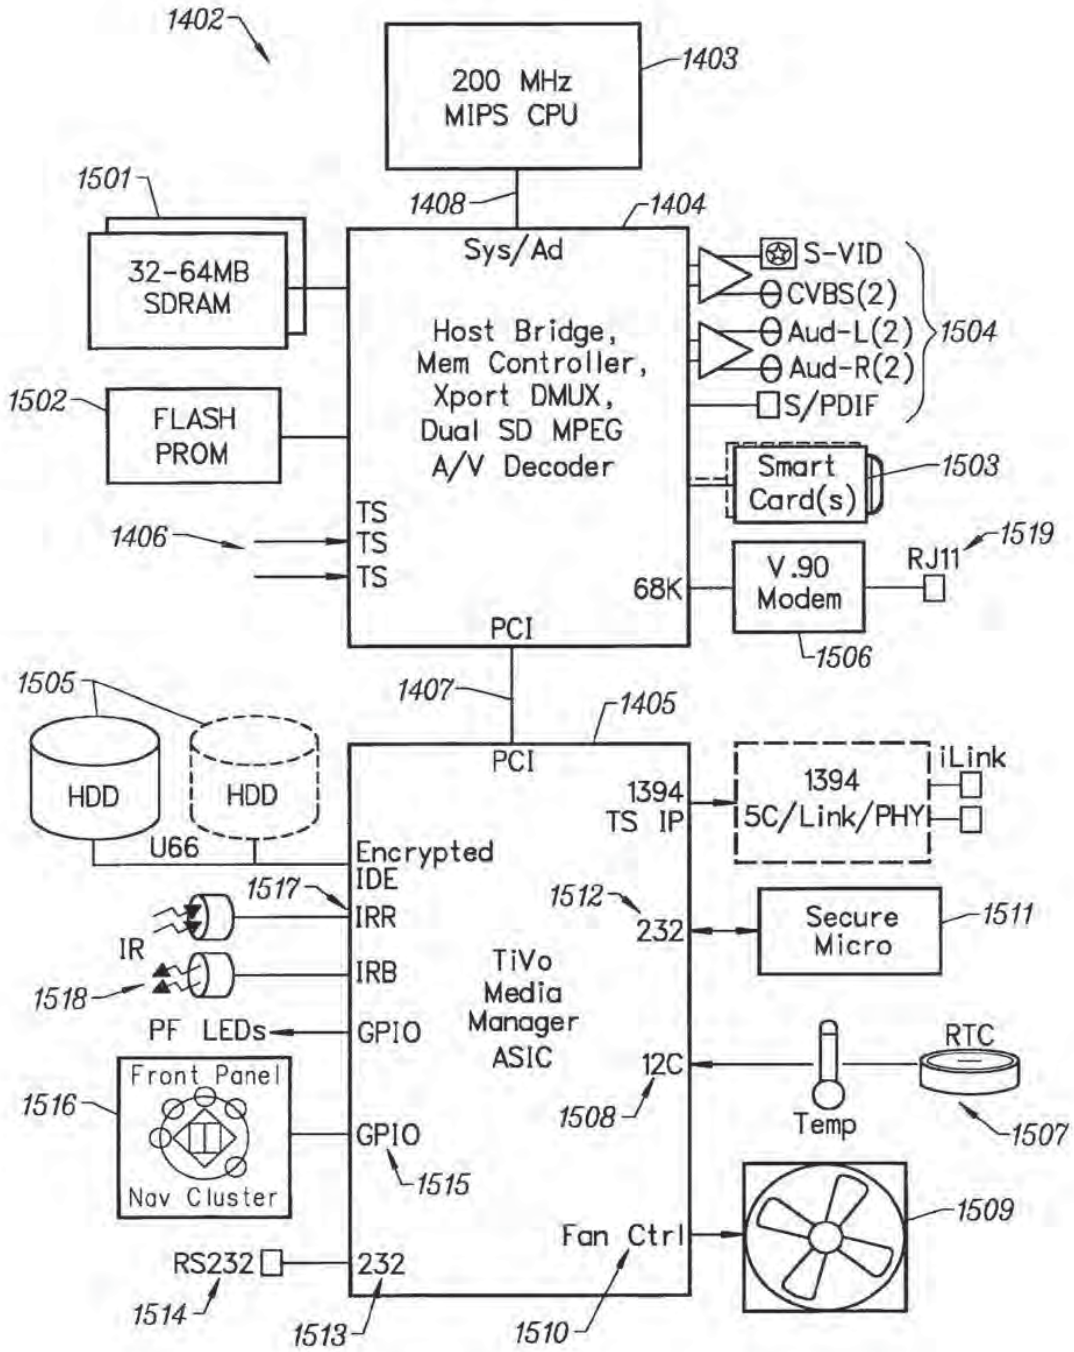 1402
200 MHz
MIPS CPU
1403
1501
1408
1404
32-64MB
SDRAM
Sys/Ad
S-VID
CVBS(2)
Aud-L(2)
Aud-R(2)
S/PDIF
1504
Host Bridge,
Mem Controller,
Xport DMUX,
Dual SD MPEG
A/V Decoder
1502
FLASH
PROM
Smart
Card(s)
1503
TS
TS
TS
1406
68K
V.90
Modem
RJ11
1519
1506
PCI
1407
1505
1405
HDD
HDD
U66
PCI
1394
TS IP
1394
5C/Link/PHY
iLink
Encrypted
IDE
1517
IRR
IR
IRB
1518
1512
232
Secure
Micro
1511
TiVo
Media
Manager
ASIC
PF LEDs
GPIO
12C
1508
Temp
RTC
1507
Front Panel
Nav Cluster
1516
GPIO
1515
Fan Ctrl
1509
1510
RS232
232
1514
1513